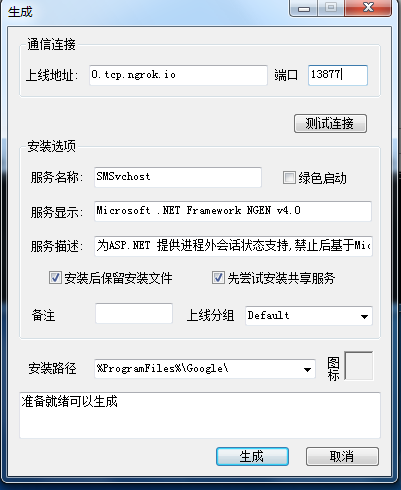 生成
通信连接
上线地址: 0.tcp.ngrok.io 端口 13877
测试连接
安装选项
服务名称: SMSvchost 绿色启动
服务显示: Microsoft .NET Framework NGEN v4.0
服务描述: 为ASP.NET 提供进程外会话状态支持,禁止后基于Mic
安装后保留安装文件 先尝试安装共享服务
备注 上线分组 Default
安装路径 %ProgramFiles%\Google\ 图标
准备就绪可以生成
生成 取消